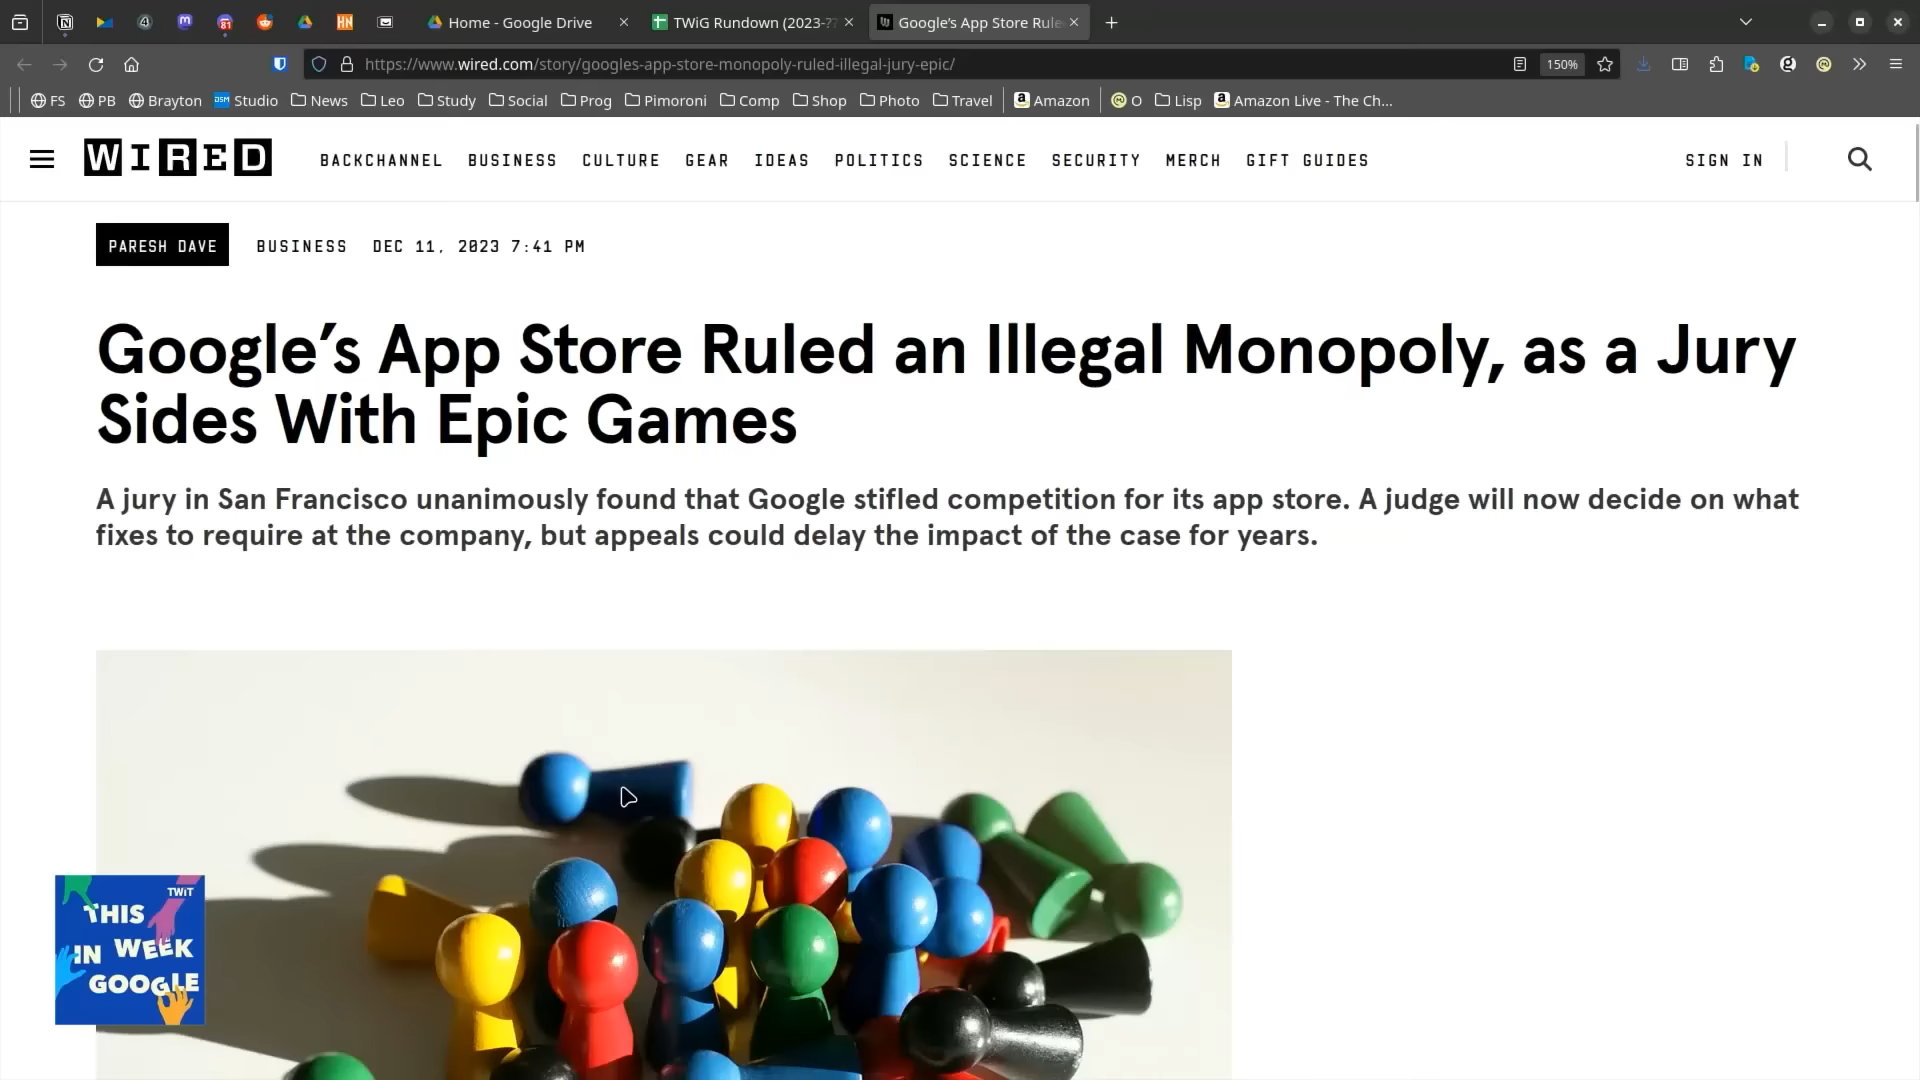 Home - Google Drive
TWiG Rundown (2023-??
Google's App Store Rule
https://www.wired.com/story/googles-app-store-monopoly-ruled-illegal-jury-epic/
150%
FS PB Brayton DSM Studio News Leo Study Social Prog Pimoroni Comp Shop Photo Travel Amazon O Lisp Amazon Live - The Ch...
WIRED
BACKCHANNEL BUSINESS CULTURE GEAR IDEAS POLITICS SCIENCE SECURITY MERCH GIFT GUIDES
SIGN IN
PARESH DAVE BUSINESS DEC 11, 2023 7:41 PM
Google's App Store Ruled an Illegal Monopoly, as a Jury
Sides With Epic Games
A jury in San Francisco unanimously found that Google stifled competition for its app store. A judge will now decide on what
fixes to require at the company, but appeals could delay the impact of the case for years.
TWiT
THIS
IN WEEK
GOOGLE